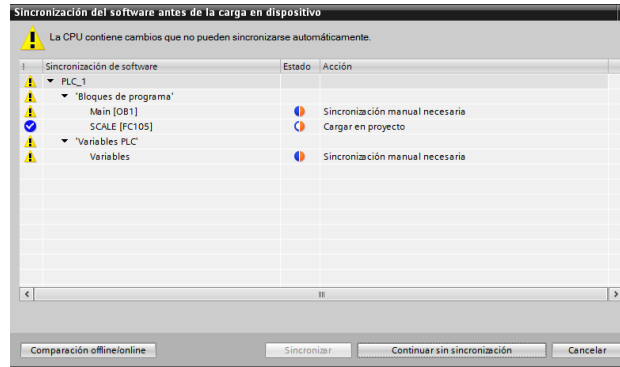 Sincronización del software antes de la carga en dispositivo
La CPU contiene cambios que no pueden sincronizarse automáticamente.
! Sincronización de software Estado Acción
PLC_1
'Bloques de programa'
Main [OB1] Sincronización manual necesaria
SCALE [FC105] Cargar en proyecto
'Variables PLC'
Variables Sincronización manual necesaria
Comparación offline/online Sincronizar Continuar sin sincronización Cancelar